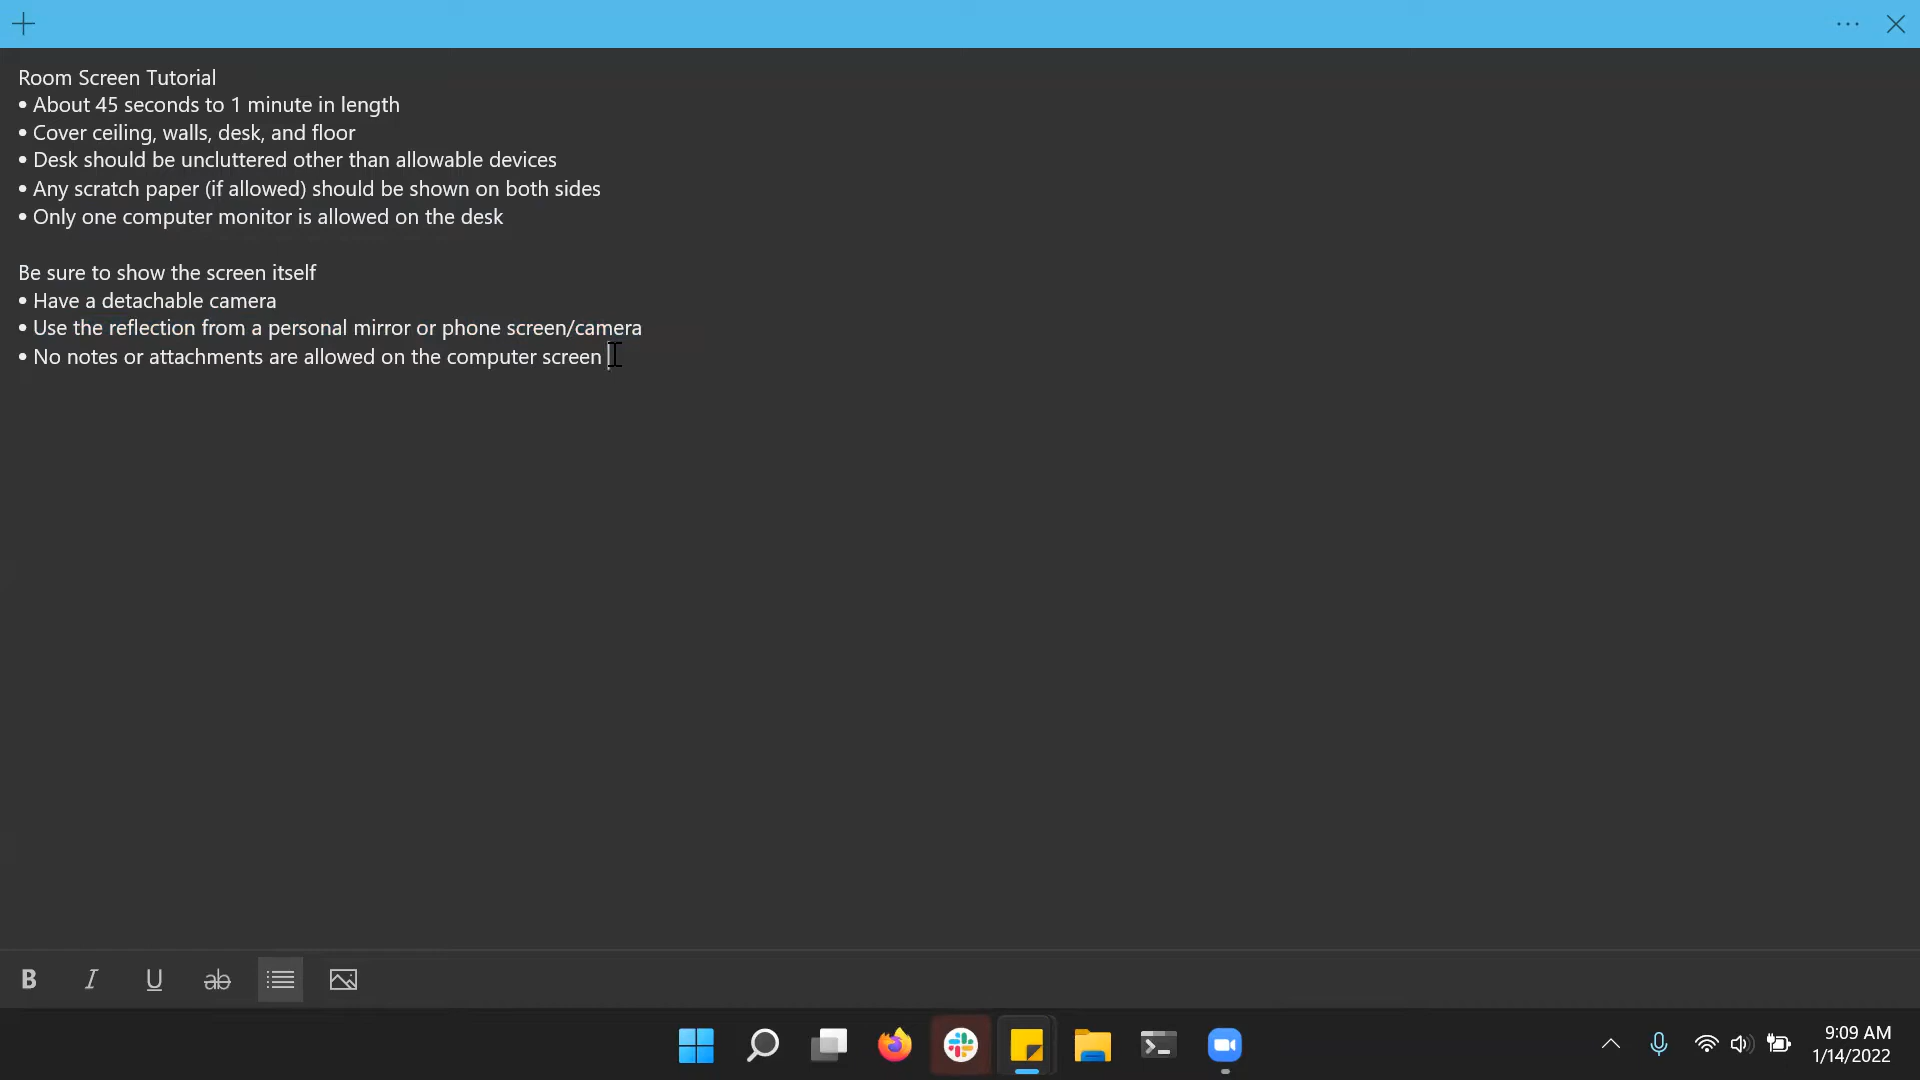 Room Screen Tutorial
• About 45 seconds to 1 minute in length
• Cover ceiling, walls, desk, and floor
• Desk should be uncluttered other than allowable devices
• Any scratch paper (if allowed) should be shown on both sides
• Only one computer monitor is allowed on the desk
Be sure to show the screen itself
• Have a detachable camera
• Use the reflection from a personal mirror or phone screen/camera
• No notes or attachments are allowed on the computer screen
B I U ab
9:09 AM
1/14/2022